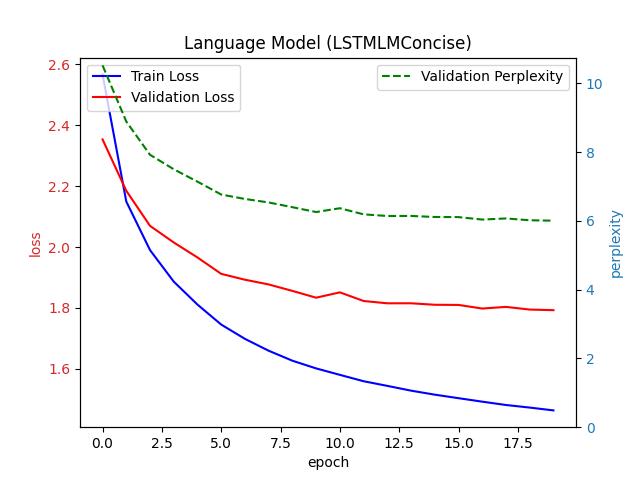 Language Model (LSTMLMConcise)
Train Loss
Validation Loss
Validation Perplexity
2.6
2.4
2.2
2.0
1.8
1.6
loss
10
8
6
4
2
0
perplexity
0.0 2.5 5.0 7.5 10.0 12.5 15.0 17.5
epoch